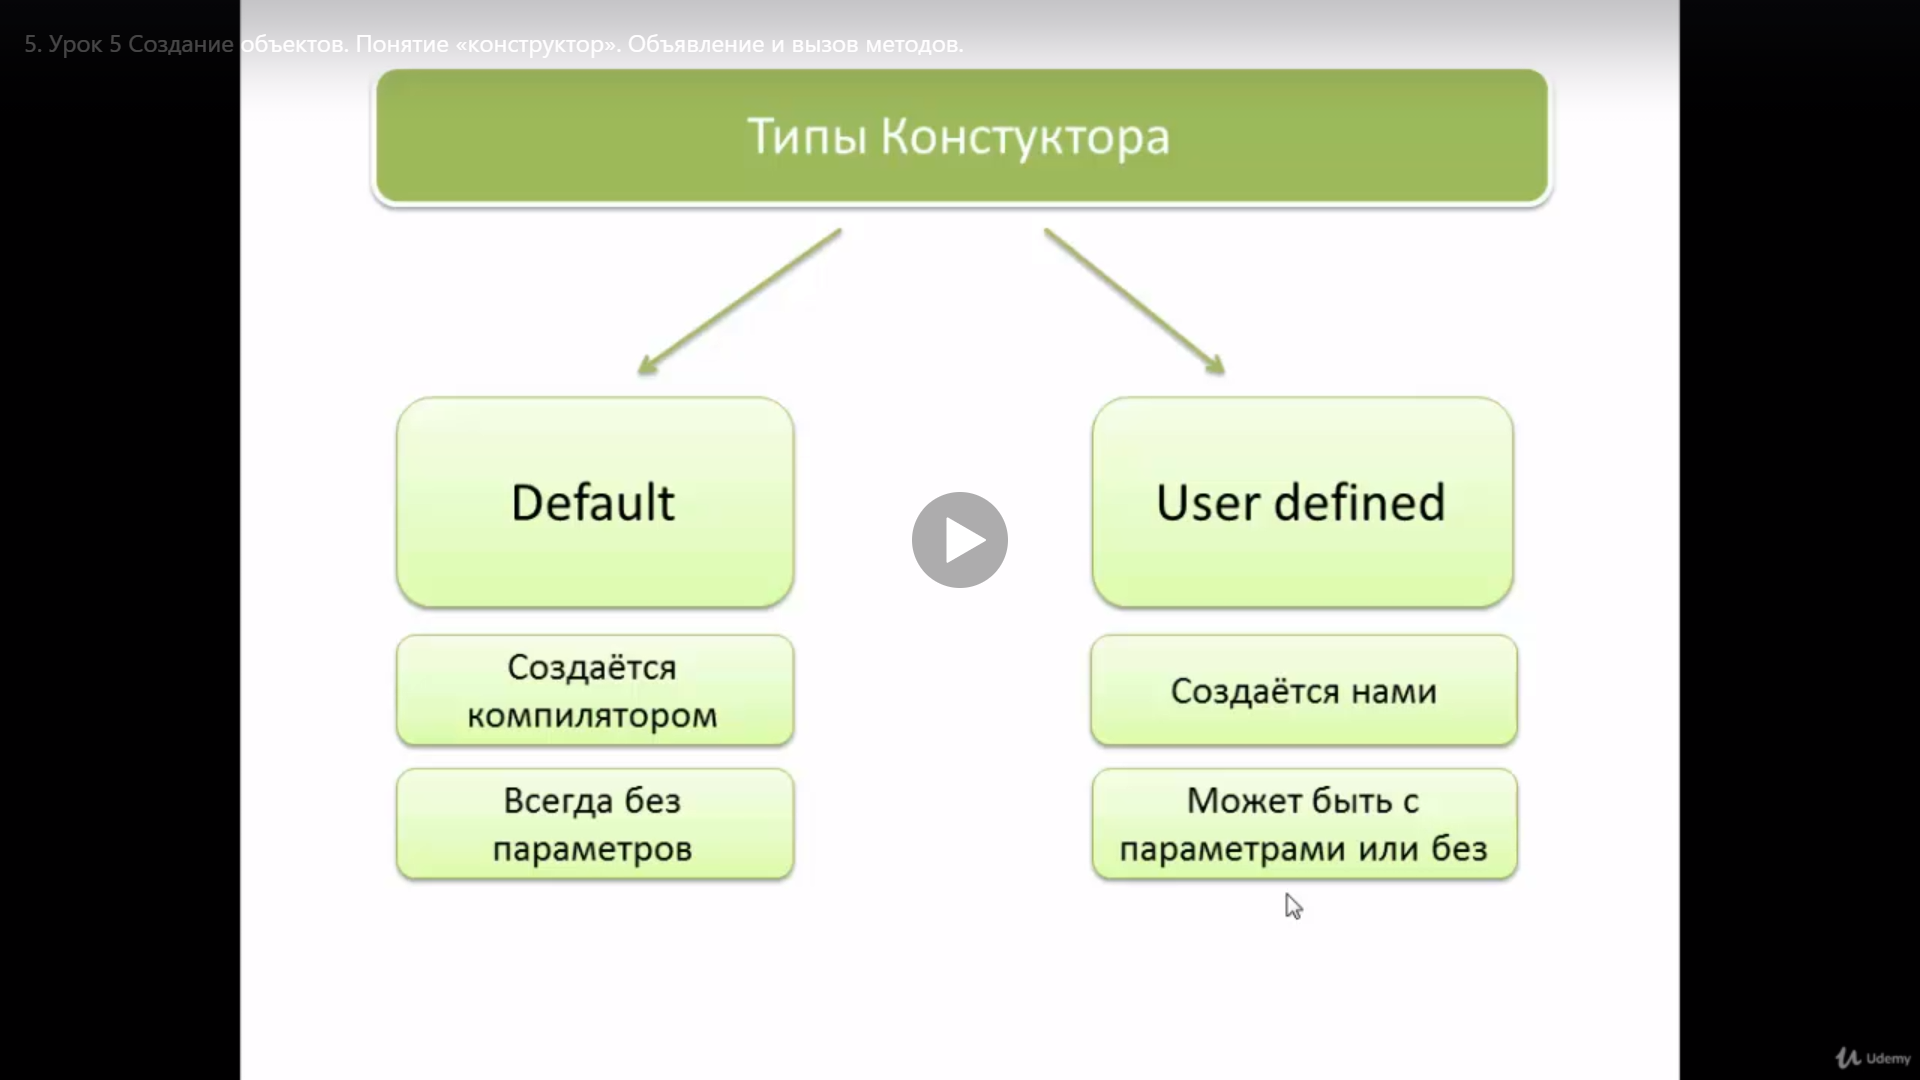 5. Урок 5 Создание объектов. Понятие «конструктор». Объявление и вызов методов.
Типы Констуктора
Default
User defined
Создаётся
компилятором
Создаётся нами
Всегда без
параметров
Может быть с
параметрами или без
Udemy